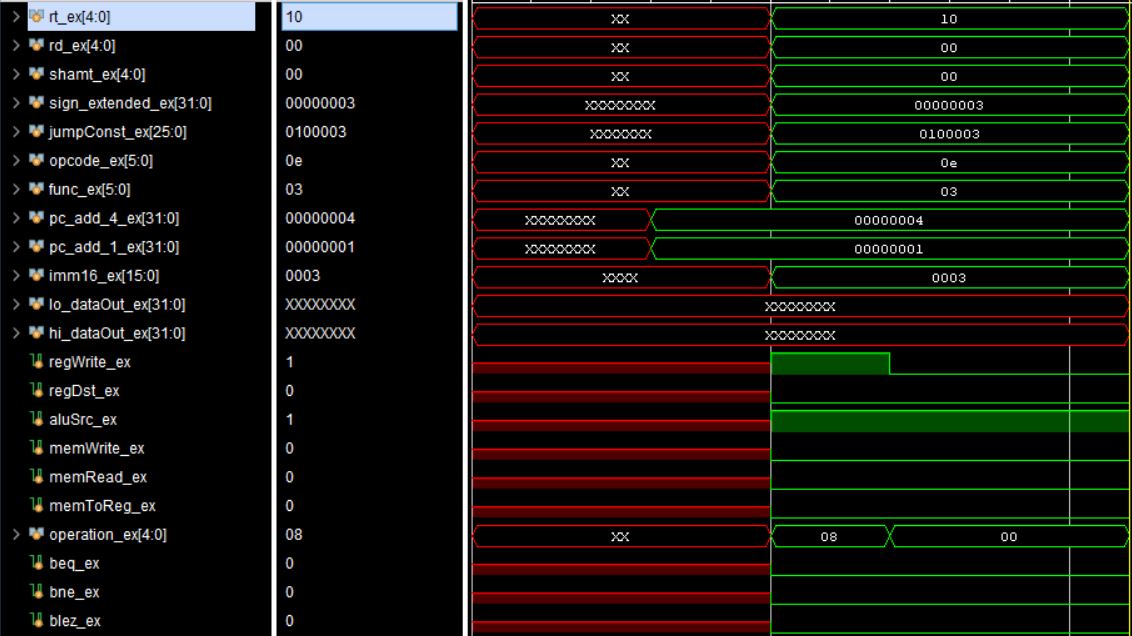 rt_ex[4:0] 10 XX 10
rd_ex[4:0] 00 XX 00
shamt_ex[4:0] 00 XX 00
sign_extended_ex[31:0] 00000003 XXXXXXXX 00000003
jumpConst_ex[25:0] 0100003 XXXXXXX 0100003
opcode_ex[5:0] 0e XX 0e
func_ex[5:0] 03 XX 03
pc_add_4_ex[31:0] 00000004 XXXXXXXX 00000004
pc_add_1_ex[31:0] 00000001 XXXXXXXX 00000001
imm16_ex[15:0] 0003 XXXX 0003
lo_dataOut_ex[31:0] XXXXXXXX XXXXXXXX
hi_dataOut_ex[31:0] XXXXXXXX XXXXXXXX
regWrite_ex 1
regDst_ex 0
aluSrc_ex 1
memWrite_ex 0
memRead_ex 0
memToReg_ex 0
operation_ex[4:0] 08 XX 08 00
beq_ex 0
bne_ex 0
blez_ex 0